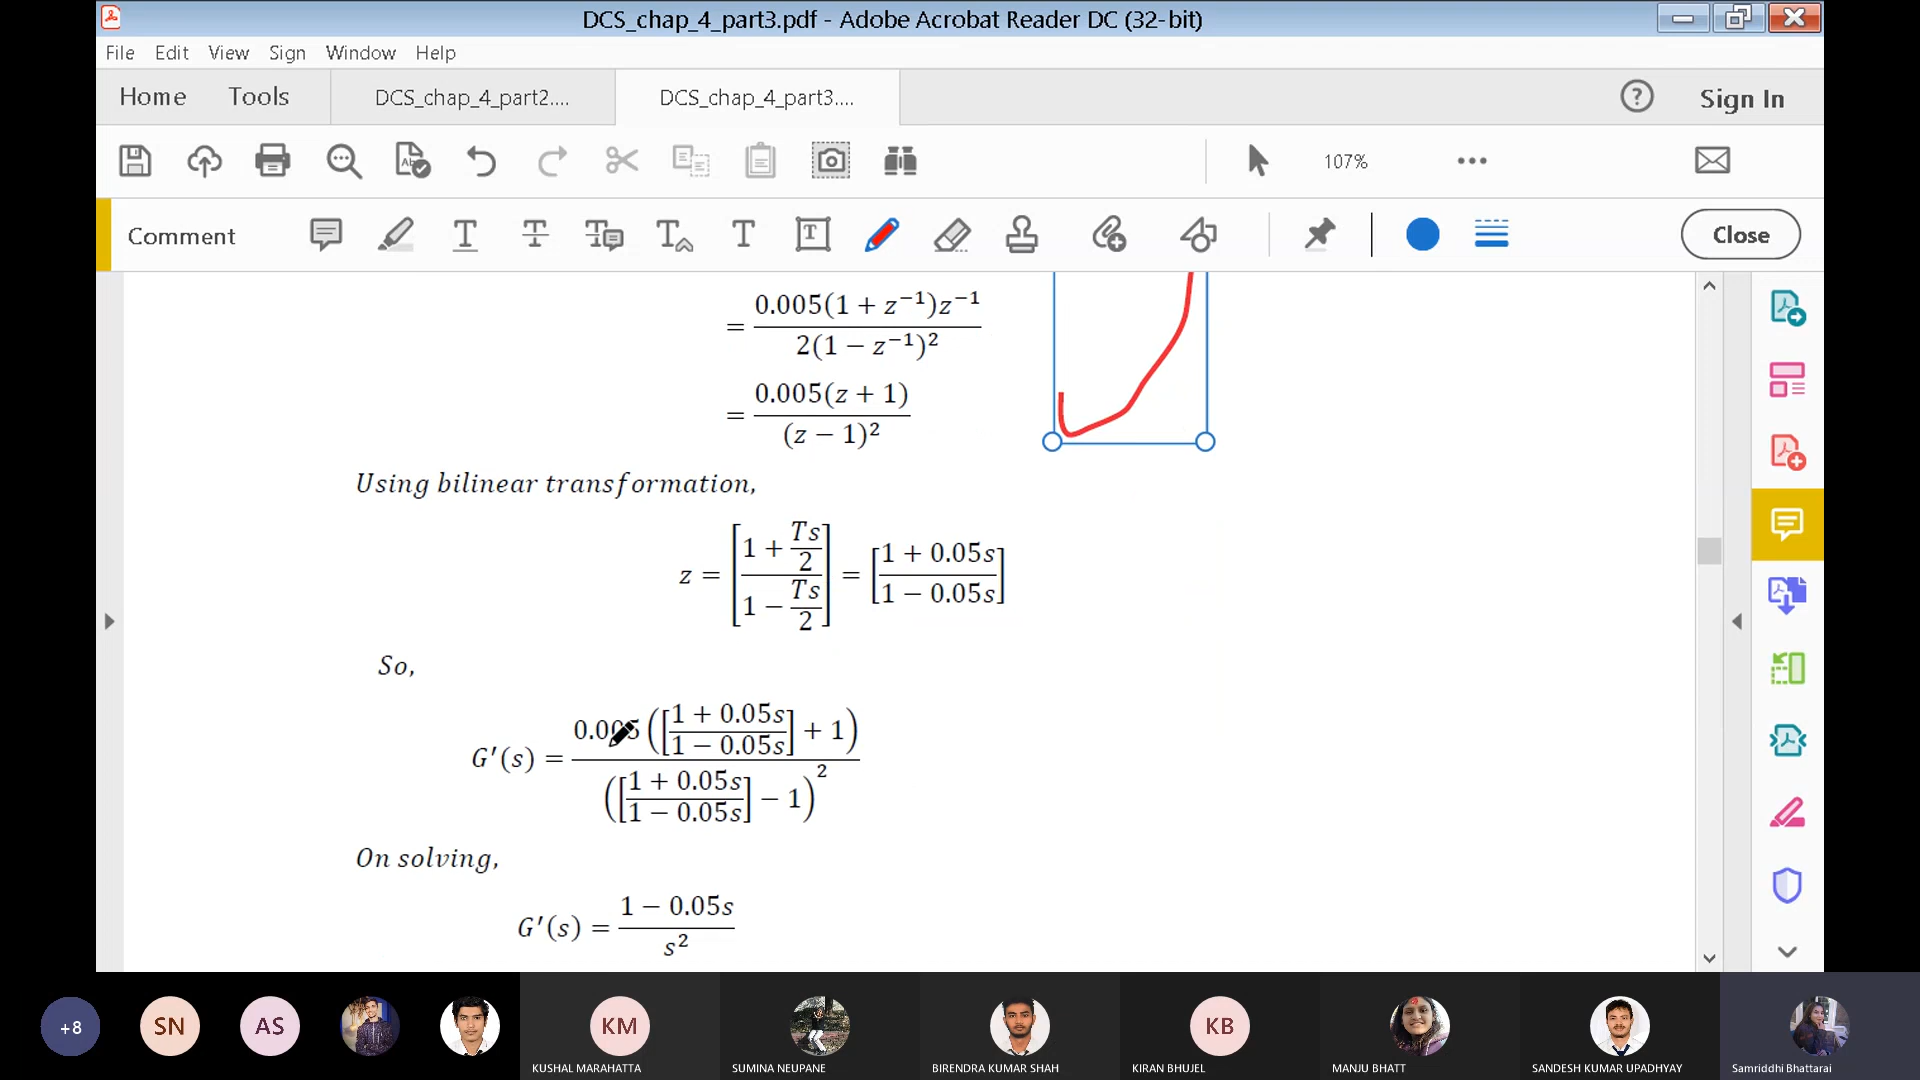 DCS_chap_4_part3.pdf - Adobe Acrobat Reader DC (32-bit)
File Edit View Sign Window Help
Home Tools DCS_chap_4_part2.... DCS_chap_4_part3.... ? Sign In
107%
Comment T T T T T T Close
= 0.005(1 + z⁻¹)z⁻¹ / 2(1 − z⁻¹)²
= 0.005(z + 1) / (z − 1)²
Using bilinear transformation,
z = [1 + Ts/2 / 1 − Ts/2] = [1 + 0.05s / 1 − 0.05s]
So,
G′(s) = 0.005([1 + 0.05s / 1 − 0.05s] + 1) / ([1 + 0.05s / 1 − 0.05s] − 1)²
On solving,
G′(s) = 1 − 0.05s / s²
+8 SN AS KM KB
KUSHAL MARAHATTA SUMINA NEUPANE BIRENDRA KUMAR SHAH KIRAN BHUJEL MANJU BHATT SANDESH KUMAR UPADHYAY Samriddhi Bhattarai